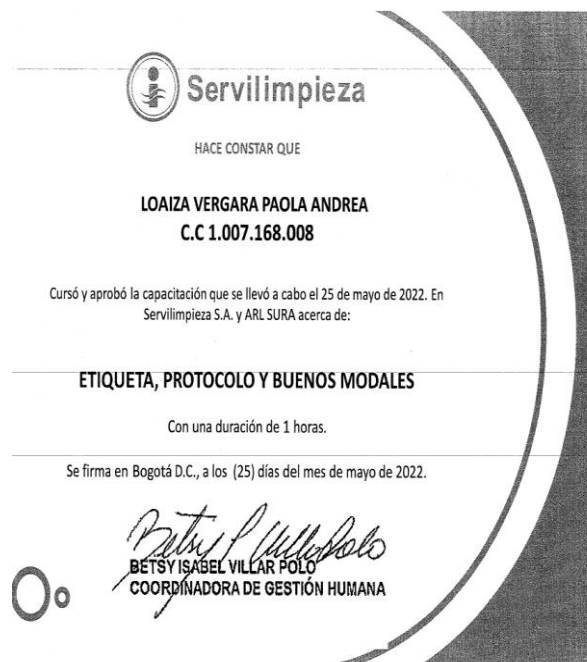 Servilimpieza
HACE CONSTAR QUE
LOAIZA VERGARA PAOLA ANDREA
C.C 1.007.168.008
Cursó y aprobó la capacitación que se llevó a cabo el 25 de mayo de 2022. En
Servilimpieza S.A. y ARL SURA acerca de:
ETIQUETA, PROTOCOLO Y BUENOS MODALES
Con una duración de 1 horas.
Se firma en Bogotá D.C., a los (25) días del mes de mayo de 2022.
BETSY ISABEL VILLAR POLO
COORDINADORA DE GESTIÓN HUMANA